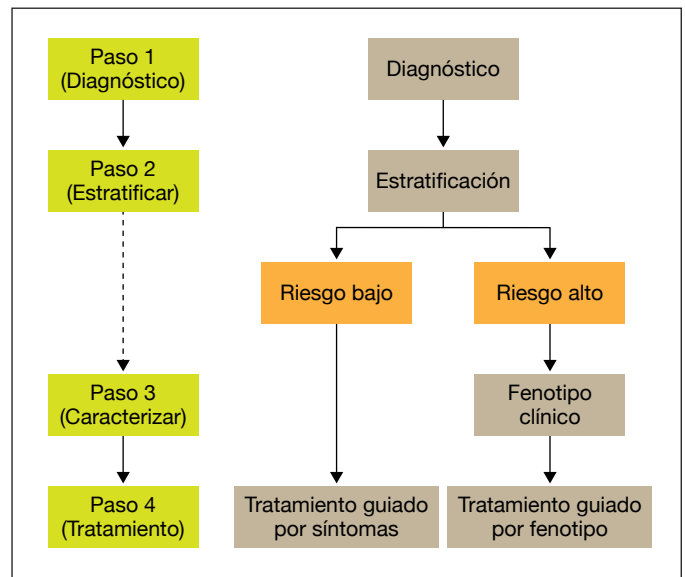 Paso 1
(Diagnóstico)
Diagnóstico
Paso 2
(Estratificar)
Estratificación
Riesgo bajo
Riesgo alto
Paso 3
(Caracterizar)
Fenotipo
clínico
Paso 4
(Tratamiento)
Tratamiento guiado
por síntomas
Tratamiento guiado
por fenotipo